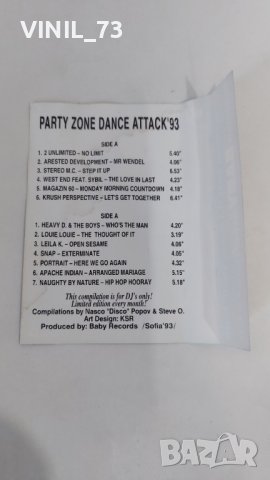 VINIL_73
PARTY ZONE DANCE ATTACK'93
SIDE A
1. 2 UNLIMITED – NO LIMIT 5.40"
2. ARESTED DEVELOPMENT – MR WENDEL 4.06"
3. STEREO M.C. – STEP IT UP 6.53"
4. WEST END FEAT. SYBIL – THE LOVE IN LAST 4.23"
5. MAGAZIN 60 – MONDAY MORNING COUNTDOWN 4.18"
6. KRUSH PERSPECTIVE – LET'S GET TOGETHER 6.41"
SIDE A
1. HEAVY D. & THE BOYS – WHO'S THE MAN 4.20"
2. LOUIE LOUIE – THE THOUGHT OF IT 3.19"
3. LEILA K. – OPEN SESAME 4.06"
4. SNAP – EXTERMINATE 4.05"
5. PORTRAIT – HERE WE GO AGAIN 4.32"
6. APACHE INDIAN – ARRANGED MARIAGE 5.15"
7. NAUGHTY BY NATURE – HIP HOP HOORAY 5.18"
This compilation is for DJ's only!
Limited edition every month!
Compilations by Nasco "Disco" Popov & Steve O.
Art Design: KSR
Produced by: Baby Records /Sofia'93/
BAZAR